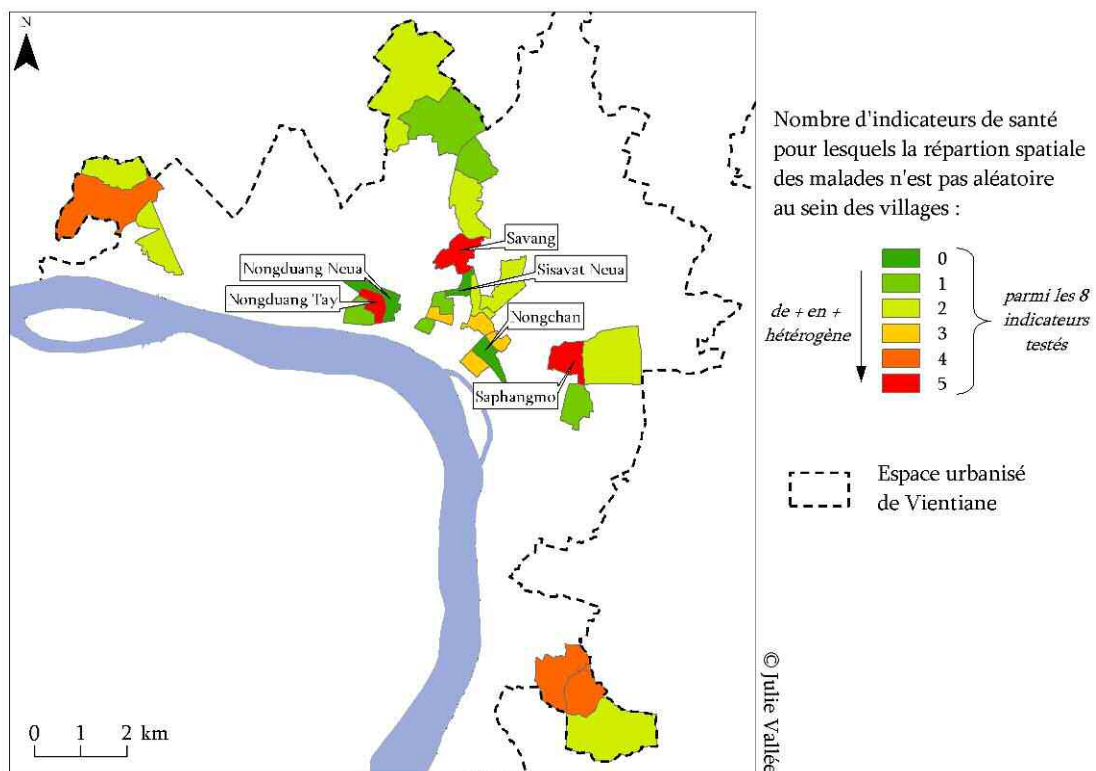 N
Savang
Sisavat Neua
Nongduang Neua
Nongduang Tay
Nongchan
Saphangmo
0 1 2 km
© Julie Vallée
Nombre d'indicateurs de santé
pour lesquels la répartion spatiale
des malades n'est pas aléatoire
au sein des villages :
de + en +
hétérogène
0
1
2
3
4
5
parmi les 8
indicateurs
testés
Espace urbanisé
de Vientiane